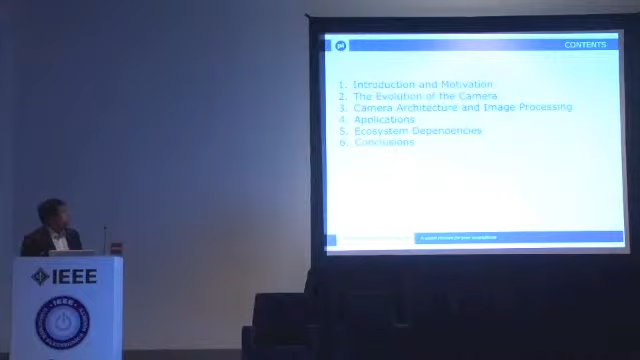 CONTENTS
1. Introduction and Motivation
2. The Evolution of the Camera
3. Camera Architecture and Image Processing
4. Applications
5. Ecosystem Dependencies
6. Conclusions
IEEE
IEEE